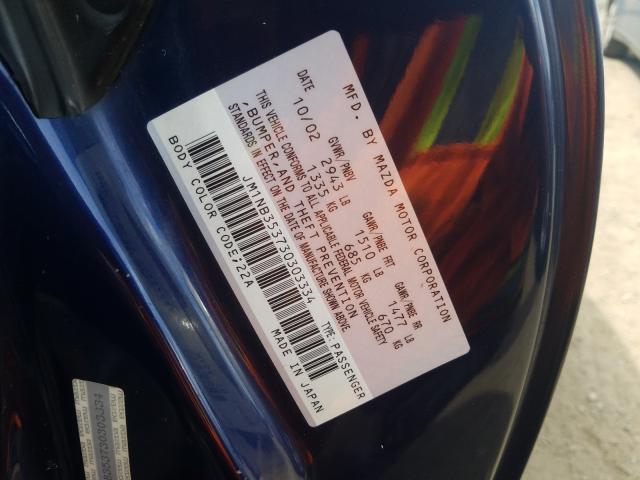 MFD. BY MAZDA MOTOR CORPORATION
DATE GVWR/PNBV GAWR/PNBE FRT GAWR/PNBE RR
10/02 2943 LB 1510 LB 1477 LB
1335 KG 685 KG 670 KG
THIS VEHICLE CONFORMS TO ALL APPLICABLE FEDERAL MOTOR VEHICLE SAFETY
, BUMPER, AND THEFT PREVENTION
STANDARDS IN EFFECT ON THE DATE OF MANUFACTURE SHOWN ABOVE.
JM1NB353730303334 TYPE: PASSENGER
BODY COLOR CODE;22A MADE IN JAPAN